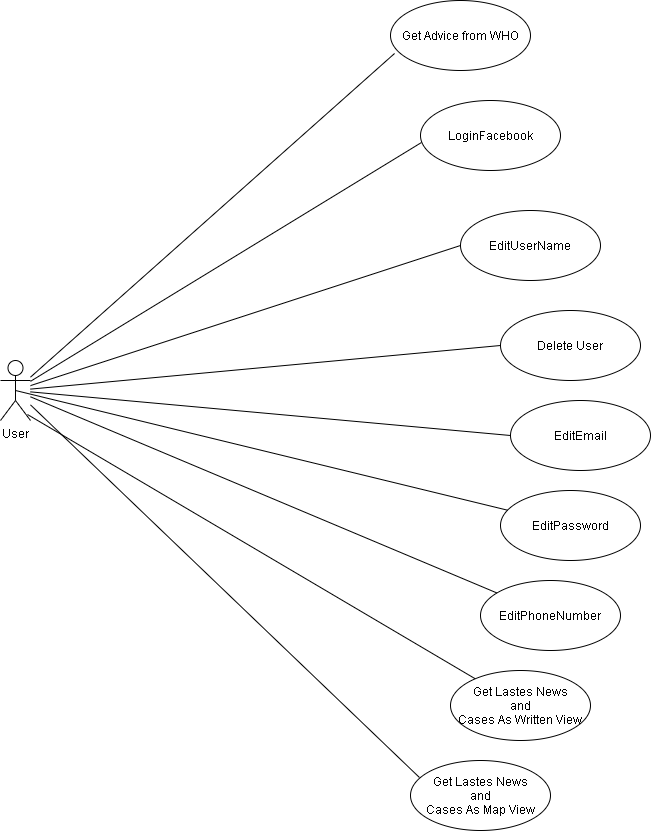 Get Advice from WHO
LoginFacebook
EditUserName
Delete User
User
EditEmail
EditPassword
EditPhoneNumber
Get Lastes News
and
Cases As Written View
Get Lastes News
and
Cases As Map View